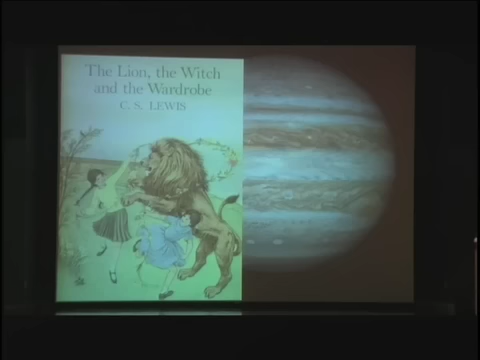 The Lion, the Witch
and the Wardrobe
C. S. LEWIS